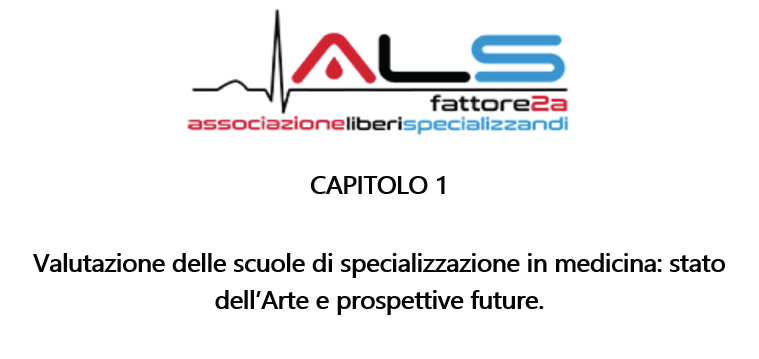 ALS
fattore2a
associazioneliberispecializzandi
CAPITOLO 1
Valutazione delle scuole di specializzazione in medicina: stato
dell’Arte e prospettive future.